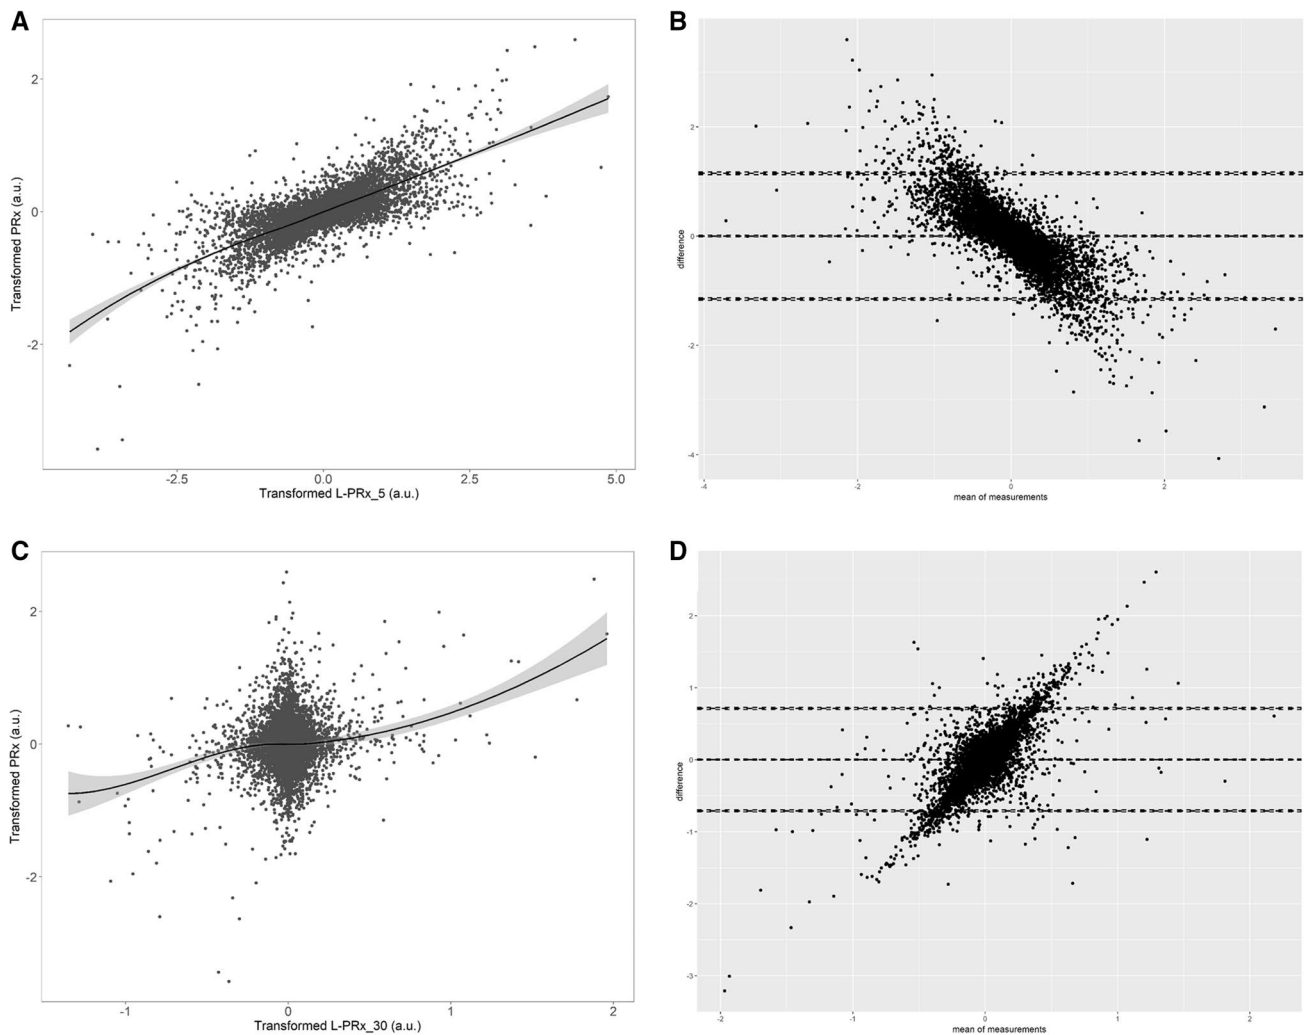 A
2
0
-2
Transformed PRx (a.u.)
-2.5
0.0
2.5
5.0
Transformed L-PRx_5 (a.u.)
B
2
0
-2
-4
difference
-4
-2
0
2
mean of measurements
C
2
0
-2
Transformed PRx (a.u.)
-1
0
1
2
Transformed L-PRx_30 (a.u.)
D
2
1
0
-1
-2
-3
difference
-2
-1
0
1
2
mean of measurements